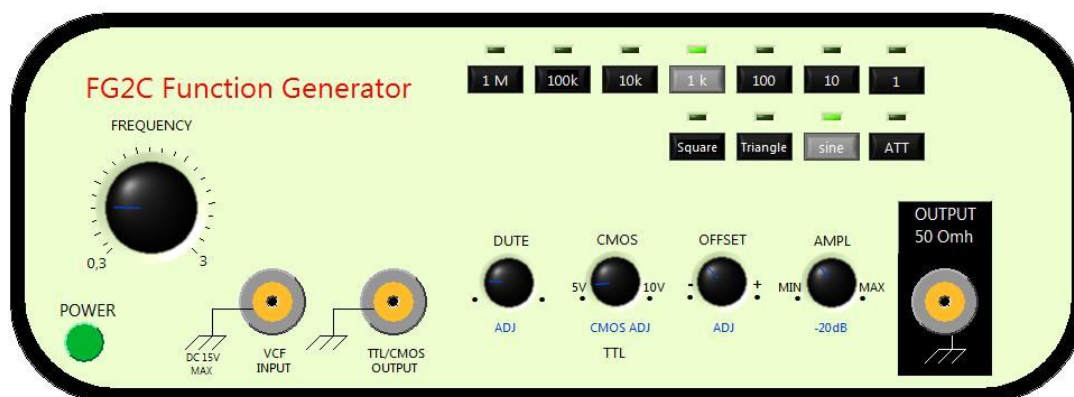 1 M 100k 10k 1 k 100 10 1
FG2C Function Generator
FREQUENCY
Square Triangle sine ATT
0,3 3
OUTPUT
50 Omh
DUTE CMOS OFFSET AMPL
5V 10V - + MIN MAX
POWER
ADJ CMOS ADJ ADJ -20dB
DC 15V
MAX
VCF
INPUT
TTL/CMOS
OUTPUT
TTL